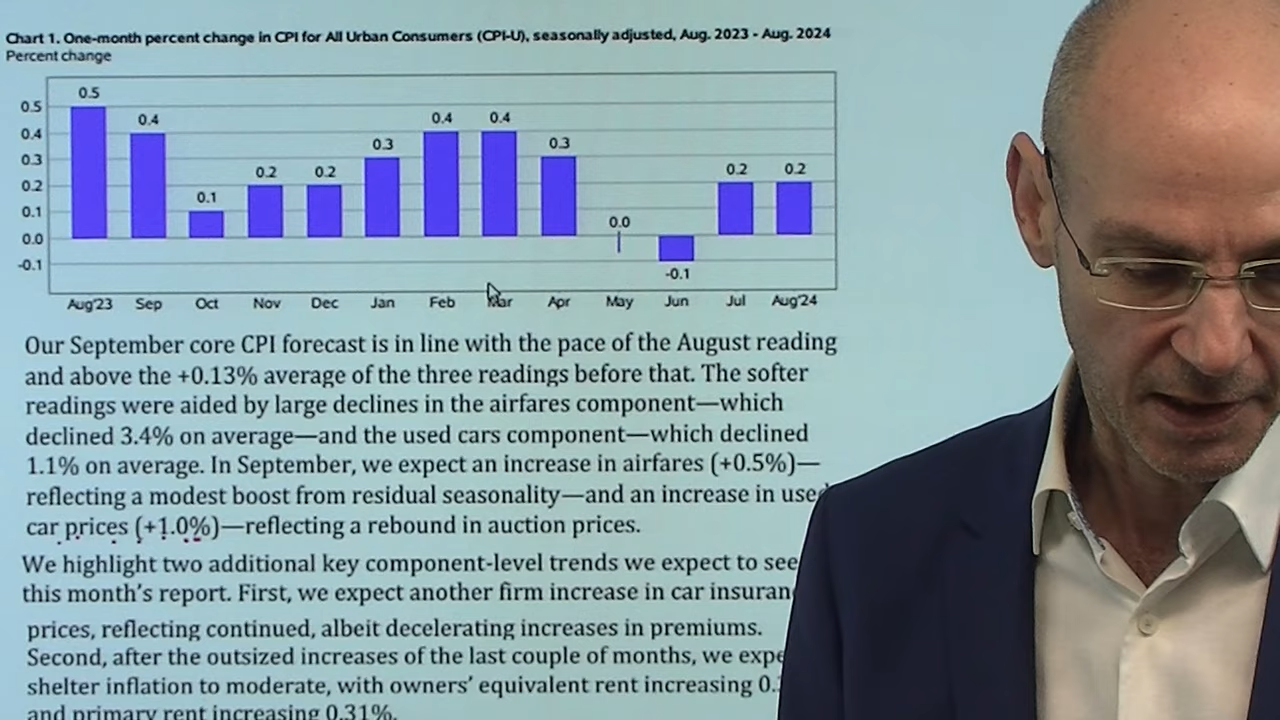 Chart 1. One-month percent change in CPI for All Urban Consumers (CPI-U), seasonally adjusted, Aug. 2023 - Aug. 2024
Percent change
0.5 0.4 0.1 0.2 0.2 0.3 0.4 0.4 0.3 0.0 -0.1 0.2 0.2
0.5
0.4
0.3
0.2
0.1
0.0
-0.1
Aug'23 Sep Oct Nov Dec Jan Feb Mar Apr May Jun Jul Aug'24
Our September core CPI forecast is in line with the pace of the August reading
and above the +0.13% average of the three readings before that. The softer
readings were aided by large declines in the airfares component—which
declined 3.4% on average—and the used cars component—which declined
1.1% on average. In September, we expect an increase in airfares (+0.5%)—
reflecting a modest boost from residual seasonality—and an increase in used
car prices (+1.0%)—reflecting a rebound in auction prices.
We highlight two additional key component-level trends we expect to see
this month's report. First, we expect another firm increase in car
prices, reflecting continued, albeit decelerating increases in premiums.
Second, after the outsized increases of the last couple of months, we
shelter inflation to moderate, with owners' equivalent rent increasing
and primary rent increasing 0.31%.